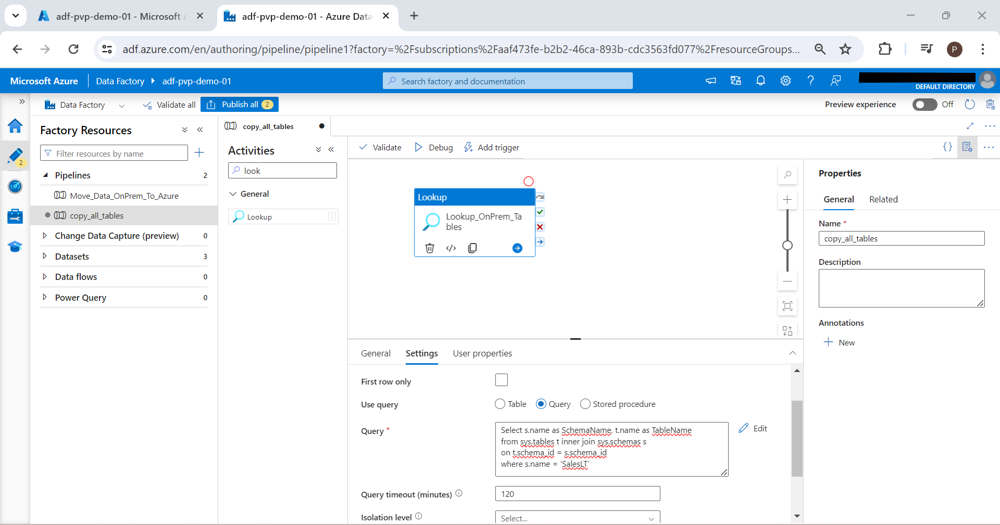 adf-pvp-demo-01 - Microsoft A
adf-pvp-demo-01 - Azure Data
adf.azure.com/en/authoring/pipeline/pipeline1?factory=%2Fsubscriptions%2Faaf473fe-b2b2-46ca-893b-cdc3563fd077%2FresourceGroups...
P
Microsoft Azure
Data Factory
adf-pvp-demo-01
Search factory and documentation
DEFAULT DIRECTORY
Data Factory
Validate all
Publish all 2
Preview experience
Off
2
Factory Resources
Filter resources by name
Pipelines 2
Move_Data_OnPrem_To_Azure
copy_all_tables
Change Data Capture (preview) 0
Datasets 3
Data flows 0
Power Query 0
copy_all_tables
Activities
look
General
Lookup
Validate
Debug
Add trigger
Lookup
Lookup_OnPrem_Ta
bles
General
Settings
User properties
First row only
Use query
Table
Query
Stored procedure
Query *
Select s.name as SchemaName, t.name as TableName
from sys.tables t inner join sys.schemas s
on t.schema_id = s.schema_id
where s.name = 'SalesLT'
Edit
Query timeout (minutes)
120
Isolation level
Select...
Properties
General
Related
Name *
copy_all_tables
Description
Annotations
New